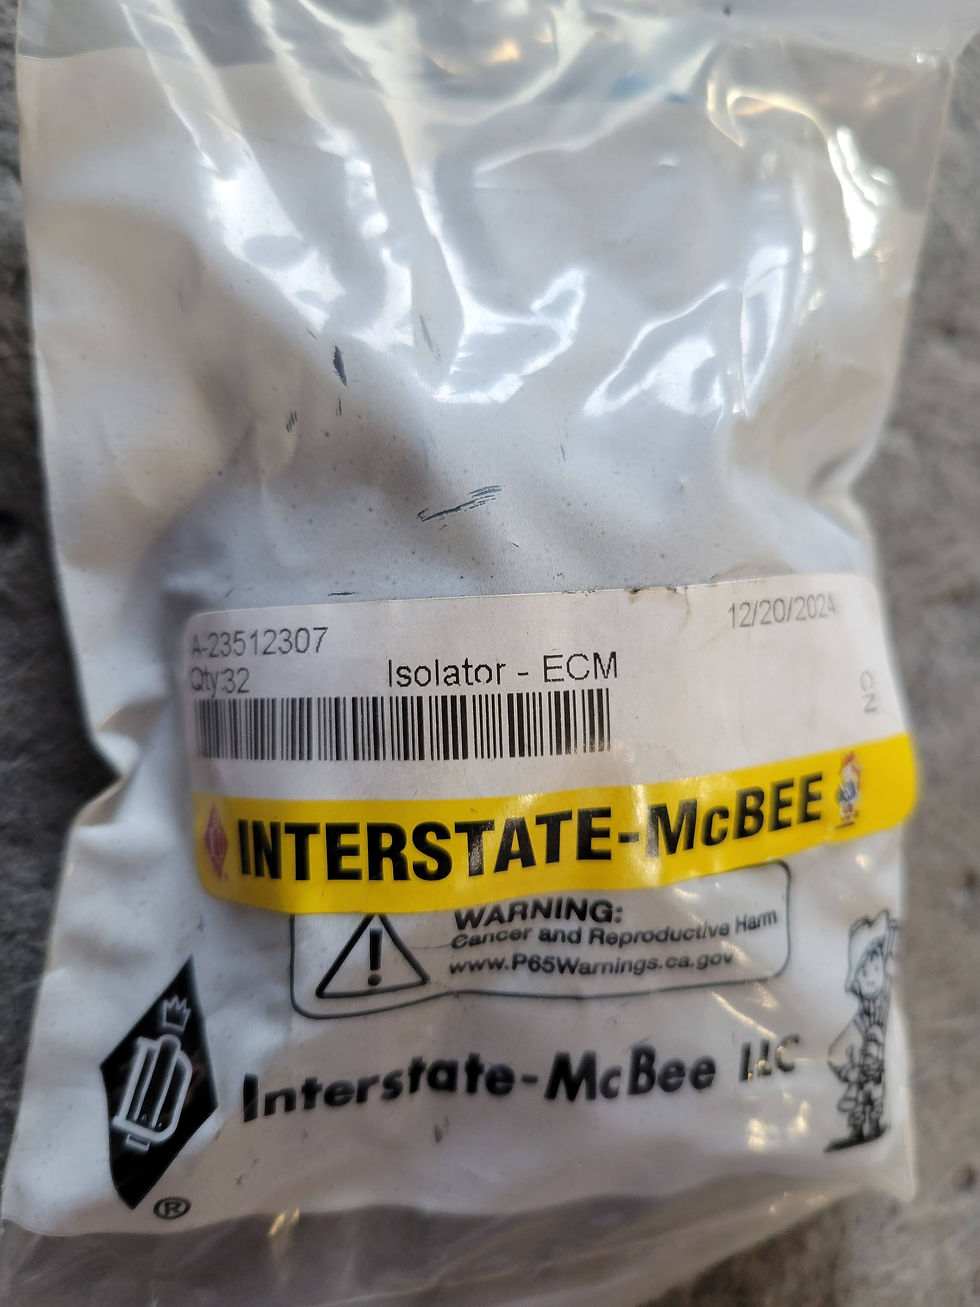 A-23512307
12/20/2024
Qty:32
Isolator - ECM
CN
INTERSTATE-McBEE
WARNING:
Cancer and Reproductive Harm
www.P65Warnings.ca.gov
Interstate-McBee LLC
®